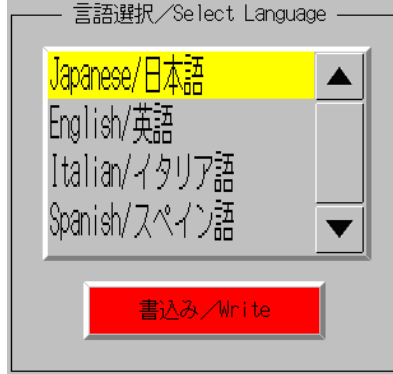 言語選択／Select Language
Japanese/日本語
English/英語
Italian/イタリア語
Spanish/スペイン語
書込み／Write